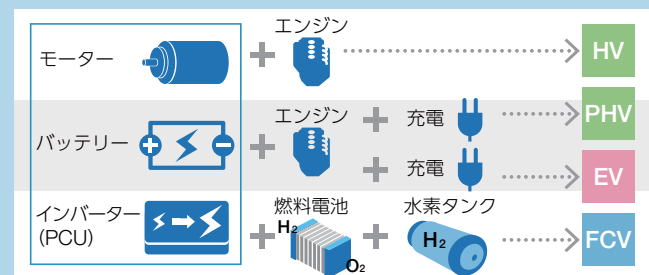 モーター
エンジン
HV
バッテリー
エンジン
充電
PHV
充電
EV
インバーター
(PCU)
燃料電池
H₂
O₂
水素タンク
H₂
FCV